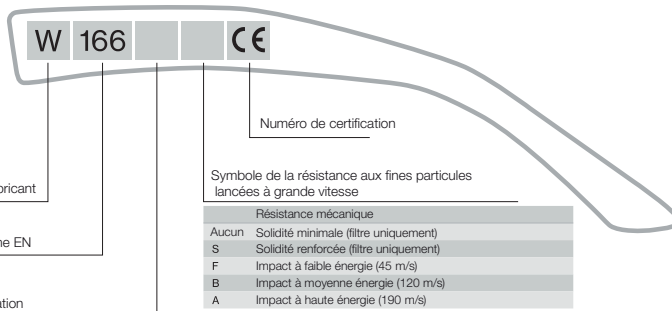 W 166 CE
Numéro de certification
Symbole de la résistance aux fines particules
lancées à grande vitesse
Résistance mécanique
Aucun Solidité minimale (filtre uniquement)
S Solidité renforcée (filtre uniquement)
F Impact à faible énergie (45 m/s)
B Impact à moyenne énergie (120 m/s)
A Impact à haute énergie (190 m/s)
EN